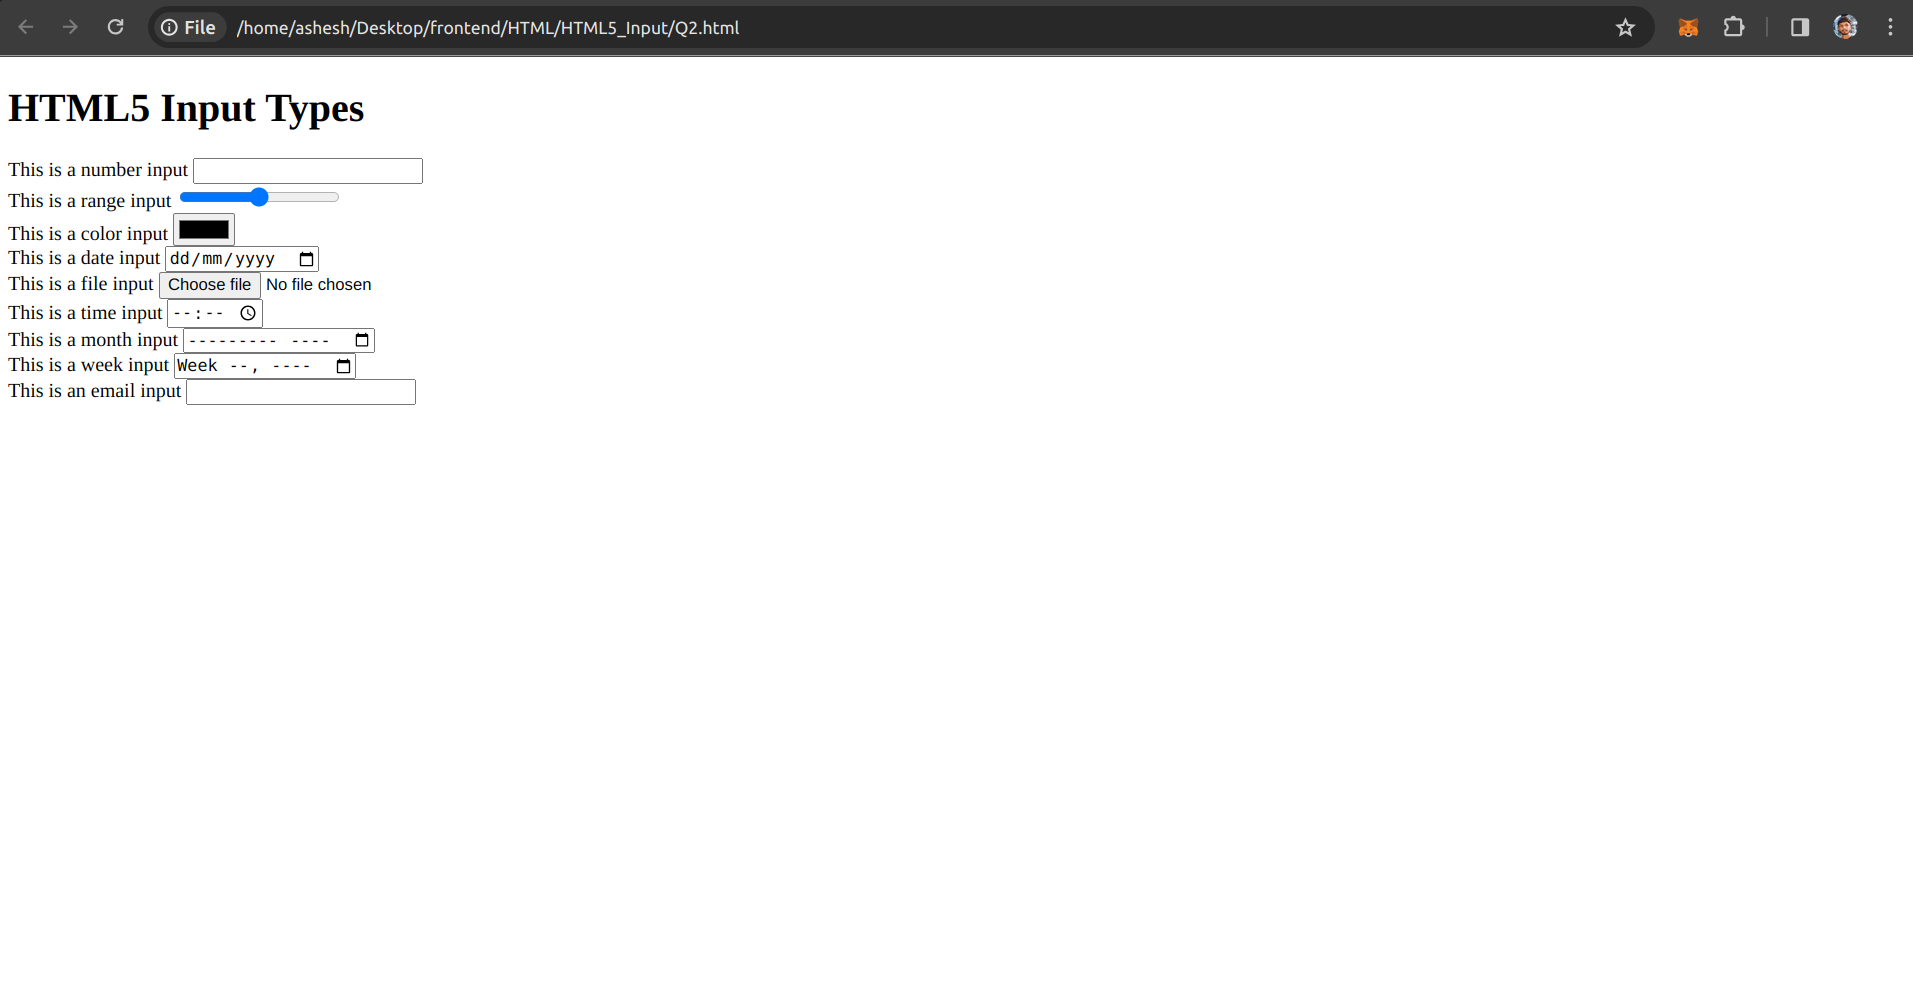 File /home/ashesh/Desktop/frontend/HTML/HTML5_Input/Q2.html
HTML5 Input Types
This is a number input
This is a range input
This is a color input
This is a date input dd/mm/yyyy
This is a file input Choose file No file chosen
This is a time input --:--
This is a month input --------- ----
This is a week input Week --, ----
This is an email input